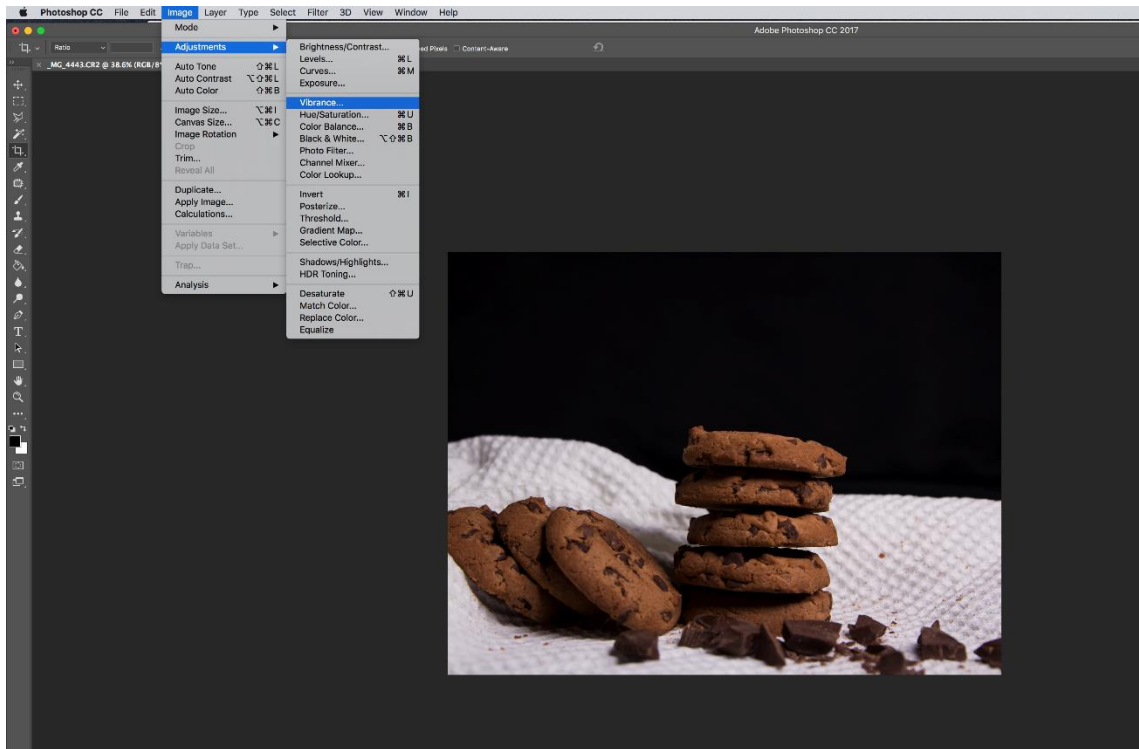 Photoshop CC File Edit Image Layer Type Select Filter 3D View Window Help
Adobe Photoshop CC 2017
Ratio
ed Pixels Content-Aware
_MG_4443.CR2 @ 38.6% (RGB/8*
Mode
Adjustments
Auto Tone ⇧⌘L
Auto Contrast ⌥⇧⌘L
Auto Color ⇧⌘B
Image Size... ⌥⌘I
Canvas Size... ⌥⌘C
Image Rotation
Crop
Trim...
Reveal All
Duplicate...
Apply Image...
Calculations...
Variables
Apply Data Set...
Trap...
Analysis
Brightness/Contrast...
Levels... ⌘L
Curves... ⌘M
Exposure...
Vibrance...
Hue/Saturation... ⌘U
Color Balance... ⌘B
Black & White... ⌥⇧⌘B
Photo Filter...
Channel Mixer...
Color Lookup...
Invert ⌘I
Posterize...
Threshold...
Gradient Map...
Selective Color...
Shadows/Highlights...
HDR Toning...
Desaturate ⇧⌘U
Match Color...
Replace Color...
Equalize